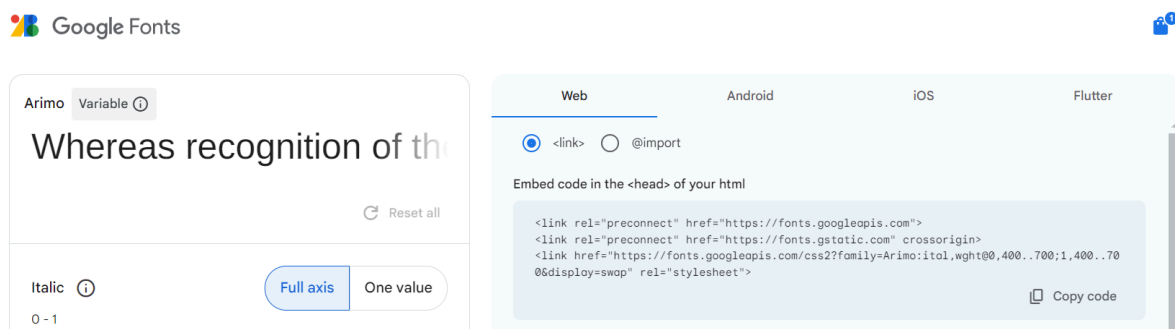 Google Fonts
1
Arimo Variable
Whereas recognition of the
Reset all
Italic
Full axis One value
0 - 1
Web Android iOS Flutter
<link> @import
Embed code in the <head> of your html
<link rel="preconnect" href="https://fonts.googleapis.com">
<link rel="preconnect" href="https://fonts.gstatic.com" crossorigin>
<link href="https://fonts.googleapis.com/css2?family=Arimo:ital,wght@0,400..700;1,400..70
0&display=swap" rel="stylesheet">
Copy code